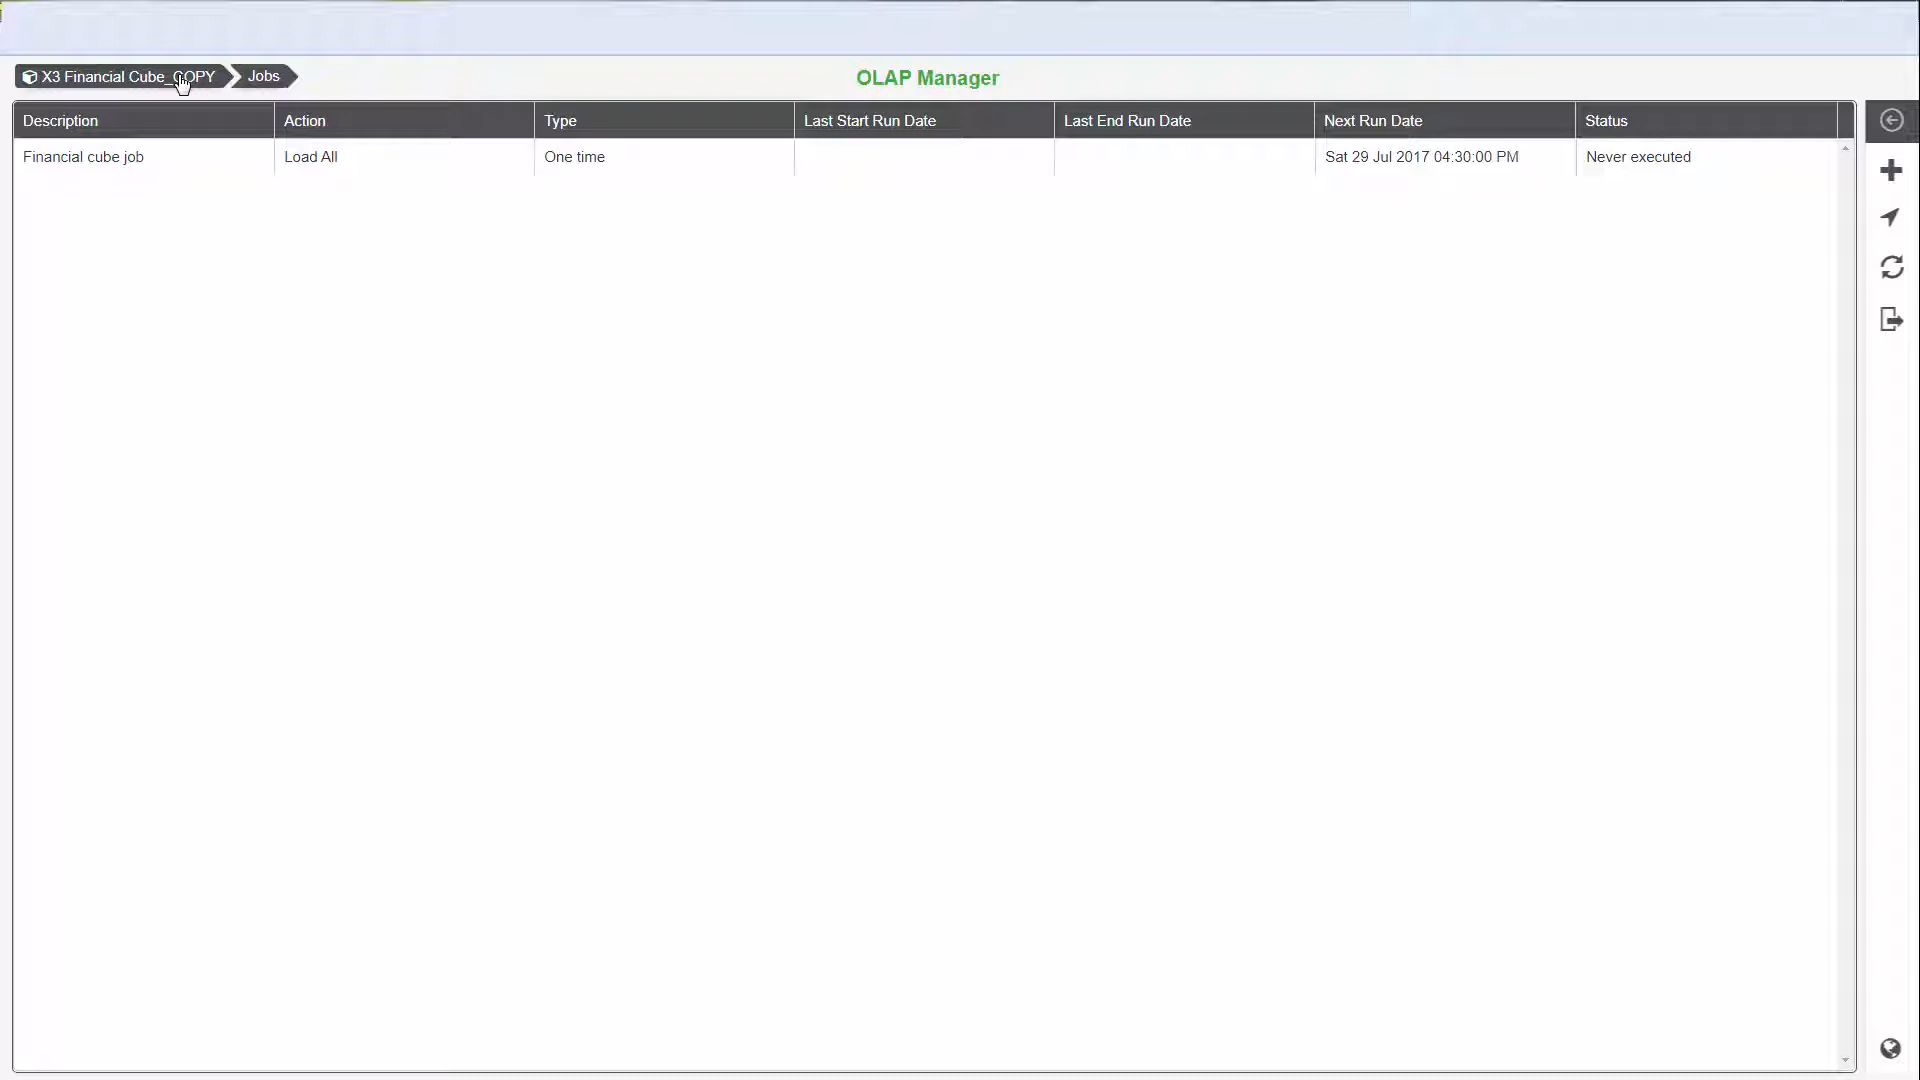 X3 Financial Cube_COPY Jobs
OLAP Manager
Description Action Type Last Start Run Date Last End Run Date Next Run Date Status
Financial cube job Load All One time Sat 29 Jul 2017 04:30:00 PM Never executed